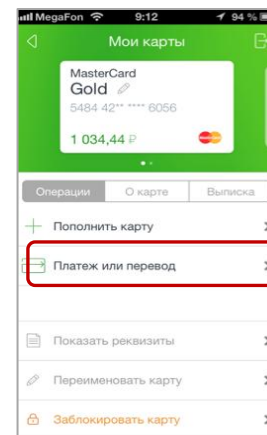 MegaFon 9:12 94 %
Мои карты
MasterCard
Gold
5484 42** **** 6056
1 034,44 ₽
Операции О карте Выписка
Пополнить карту
Платеж или перевод
Показать реквизиты
Переименовать карту
Заблокировать карту